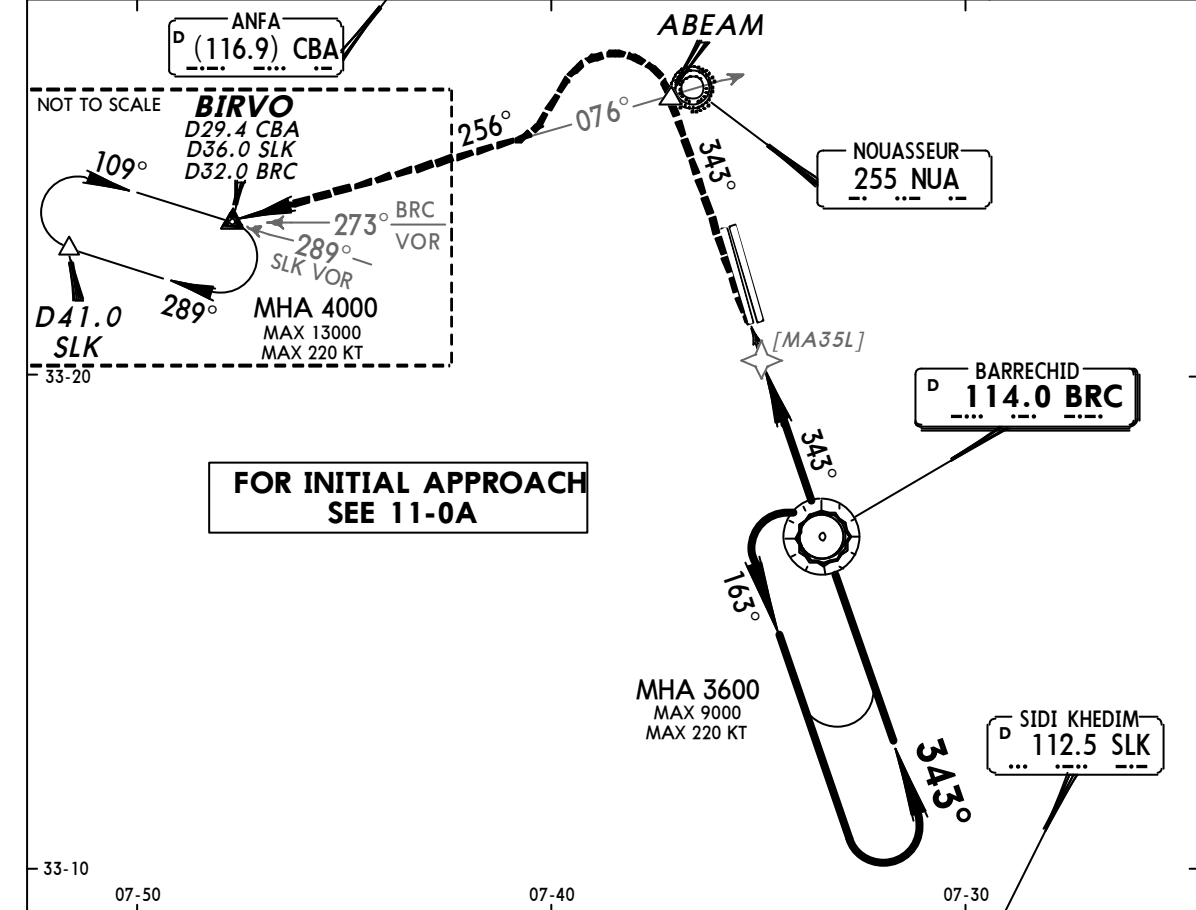 ANFA
D (116.9) CBA
ABEAM
NOT TO SCALE
BIRVO
D29.4 CBA
D36.0 SLK
D32.0 BRC
109°
256°
076°
343°
NOUASSEUR
255 NUA
273° BRC
VOR
289°
SLK VOR
289°
D41.0
SLK
MHA 4000
MAX 13000
MAX 220 KT
[MA35L]
33-20
BARRECHID
D 114.0 BRC
343°
FOR INITIAL APPROACH
SEE 11-0A
163°
MHA 3600
MAX 9000
MAX 220 KT
343°
SIDI KHEDIM
D 112.5 SLK
33-10
07-50
07-40
07-30